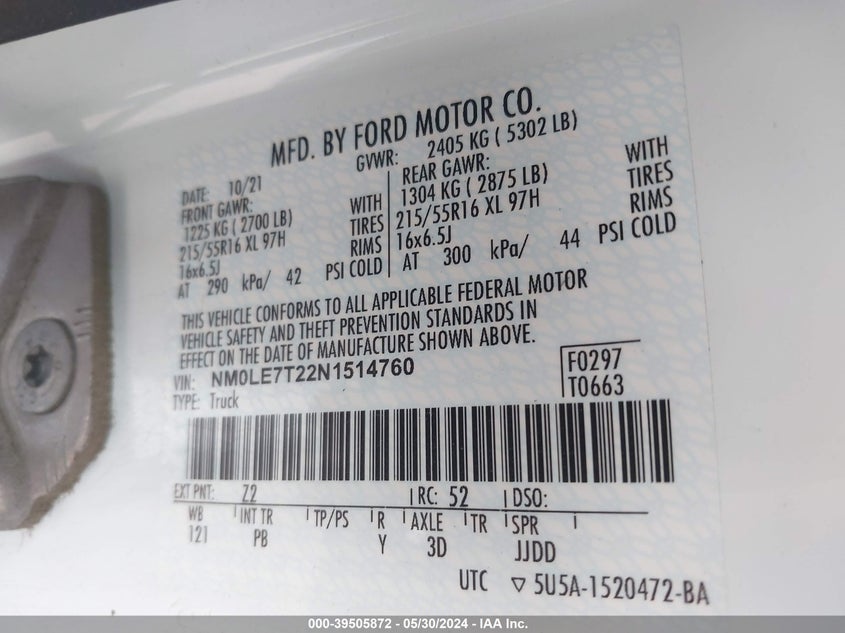 MFD. BY FORD MOTOR CO.
DATE: 10/21 GVWR: 2405 KG ( 5302 LB)
FRONT GAWR: REAR GAWR:
1225 KG ( 2700 LB) WITH 1304 KG ( 2875 LB) WITH
215/55R16 XL 97H TIRES 215/55R16 XL 97H TIRES
16x6.5J RIMS 16x6.5J RIMS
AT 290 kPa/ 42 PSI COLD AT 300 kPa/ 44 PSI COLD
THIS VEHICLE CONFORMS TO ALL APPLICABLE FEDERAL MOTOR
VEHICLE SAFETY AND THEFT PREVENTION STANDARDS IN
EFFECT ON THE DATE OF MANUFACTURE SHOWN ABOVE.
VIN: NM0LE7T22N1514760 F0297
TYPE: Truck T0663
EXT PNT: Z2 RC: 52 DSO:
WB INT TR TP/PS R AXLE TR SPR
121 PB Y 3D JJDD
UTC ▽ 5U5A-1520472-BA
000-39505872 - 05/30/2024 - IAA Inc.